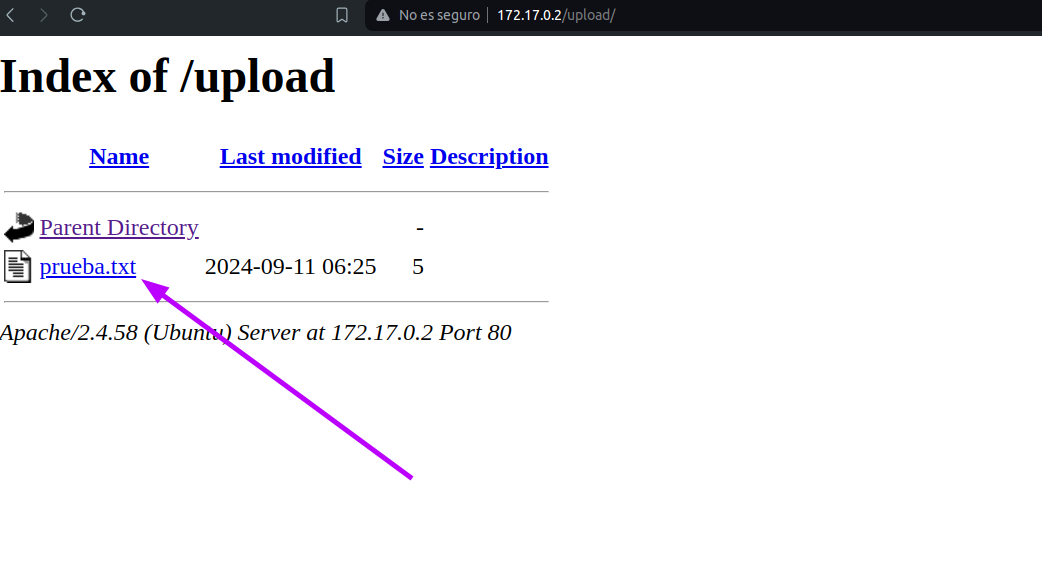 No es seguro 172.17.0.2/upload/
Index of /upload
Name Last modified Size Description
Parent Directory -
prueba.txt 2024-09-11 06:25 5
Apache/2.4.58 (Ubuntu) Server at 172.17.0.2 Port 80